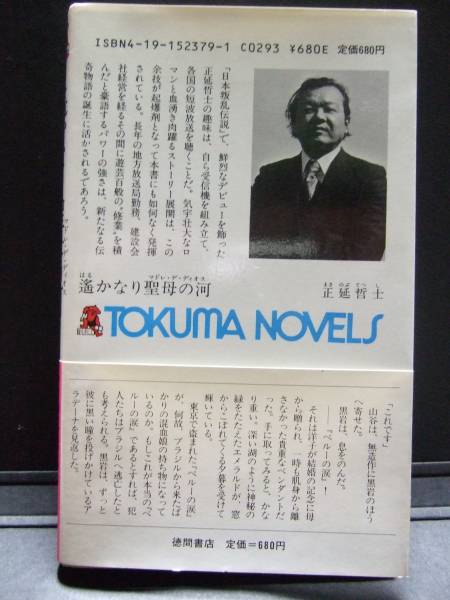 ISBN4-19-152379-1 C0293 ¥680E 定価680円
「日本叛乱伝説」で、鮮烈なデビューを飾った
正延哲士の趣味は、自ら受信機を組み立て、
各国の短波放送を聴くことだ。気宇壮大なロ
マンと血湧き肉躍るストーリー展開は、この
余技が起爆剤となって本書にも如何なく発揮
されている。長年の地方放送局勤務、建設会
社経営を経るその間に遊芸百般の〝修業〟を積
んだと豪語するパワーの強さは、新たなる伝
奇物語の誕生に活かされるであろう。
はる マドレ・デ・ディオス
遙かなり聖母の河
まさ のぶ てつ し
正延哲士
TOKUMA NOVELS
「これです」
山谷は、無造作に黒岩のほう
へ寄せた。
黒岩は、息をのんだ。
――『ペルーの涙』！
それは洋子が結婚の記念に母
から贈られ、一時も肌身から離
さなかった貴重なペンダントだ
った。手に取ってみると、かな
り重い。深い湖のように神秘の
緑をたたえたエメラルドが、窓
からこぼれてくる夕暮を受けて
輝いている。
東京で盗まれた『ペルーの涙』
が、何故、ブラジルから来たば
かりの混血娘の持ち物になって
いるのか。もしこれが本当の『ペ
ルーの涙』であるとすれば、犯
人たちはブラジルへ逃亡したと
も考えられる。黒岩は、ずっと
彼に黒い瞳を投げかけているア
ラデーナを見返した。
徳間書店 定価＝680円